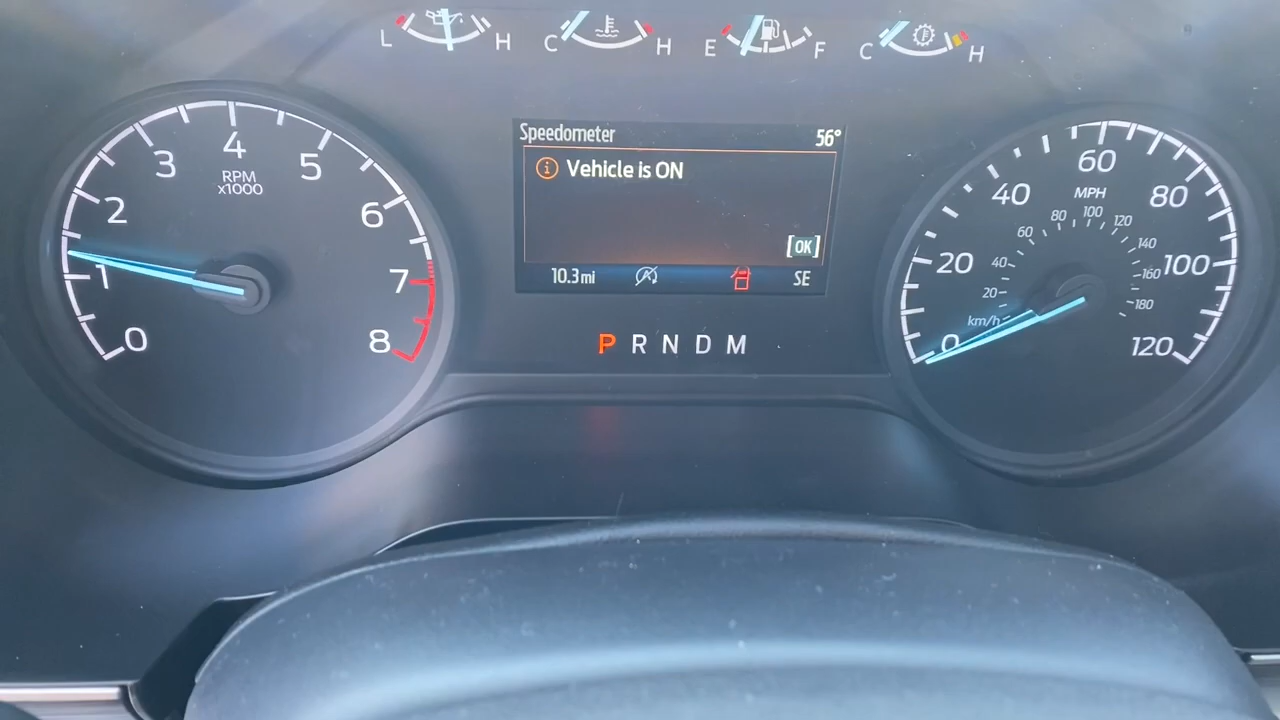 L H C H E F C H
Speedometer 56°
Vehicle is ON
[OK]
10.3 mi SE
P R N D M
0 1 2 3 4 5 6 7 8
RPM
x1000
0 20 40 60 80 100 120
MPH
20 40 60 80 100 120 140 160 180
km/h